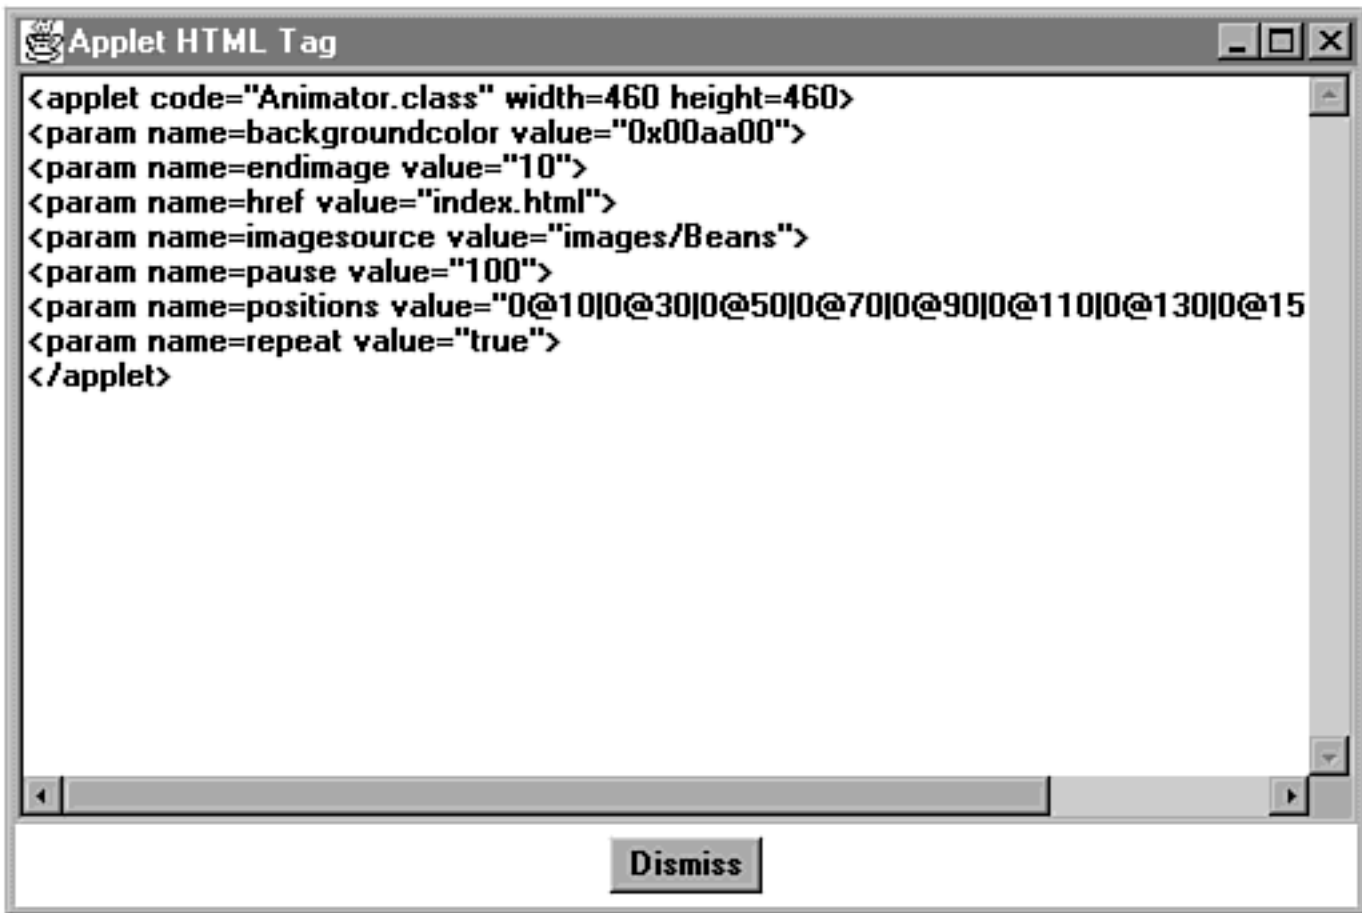 Applet HTML Tag
<applet code="Animator.class" width=460 height=460>
<param name=backgroundcolor value="0x00aa00">
<param name=endimage value="10">
<param name=href value="index.html">
<param name=imagesource value="images/Beans">
<param name=pause value="100">
<param name=positions value="0@10|0@30|0@50|0@70|0@90|0@110|0@130|0@15
<param name=repeat value="true">
</applet>
Dismiss